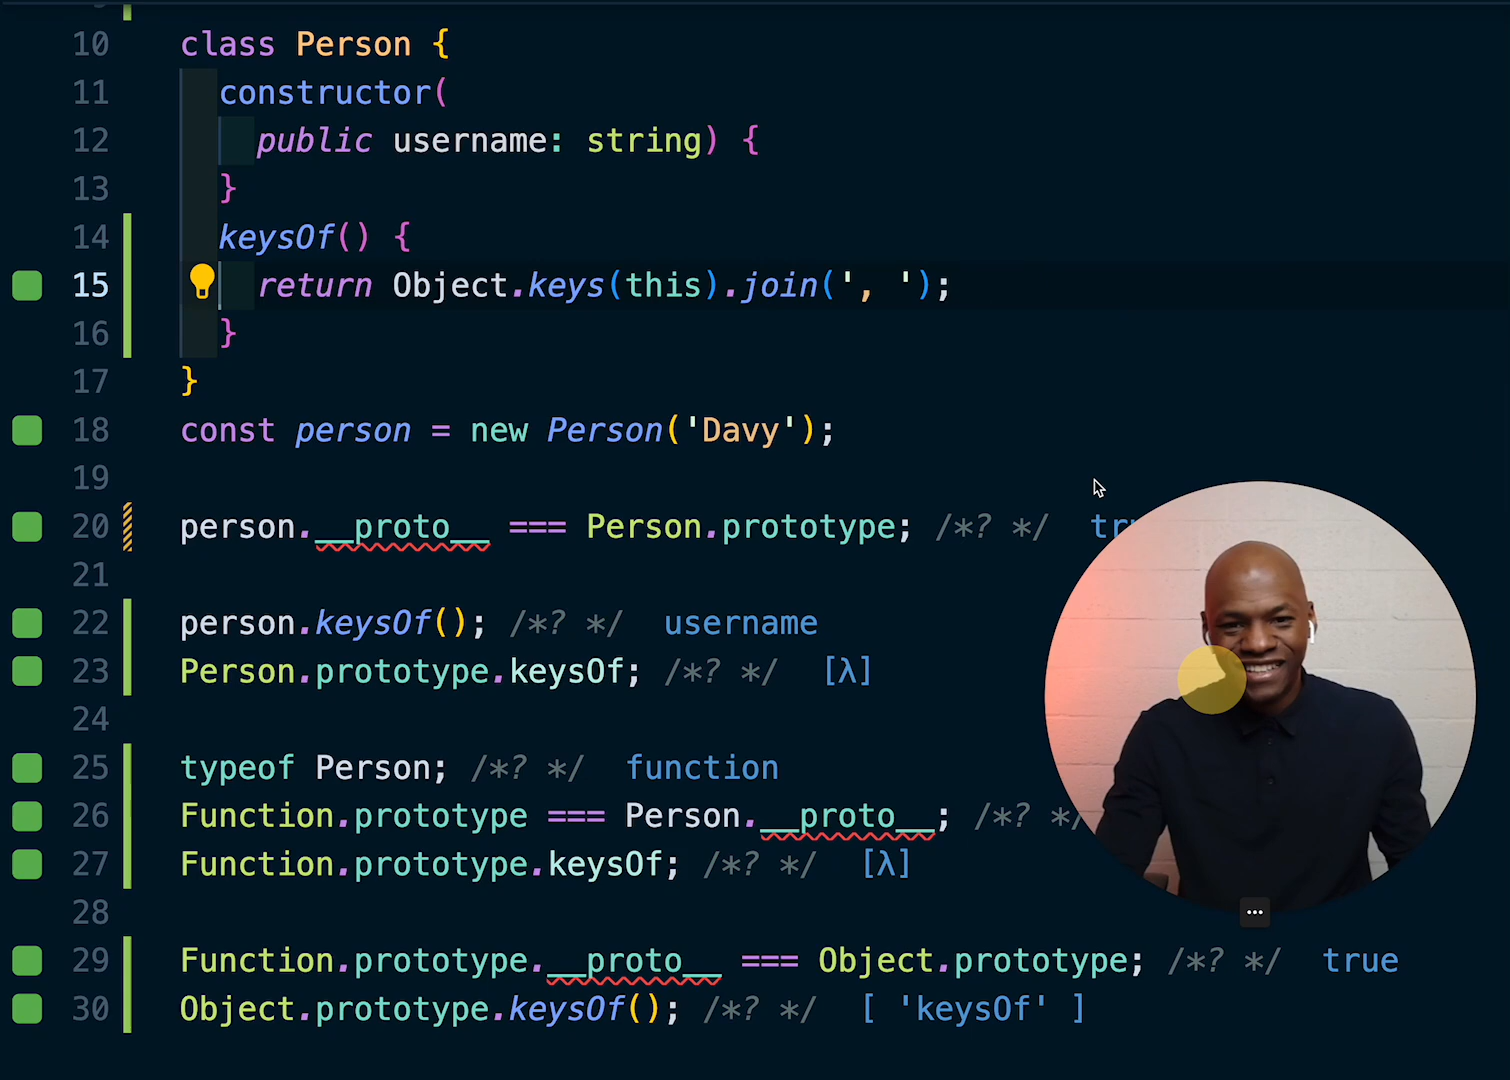 10 class Person {
11 constructor(
12 public username: string) {
13 }
14 keysOf() {
15 return Object.keys(this).join(', ');
16 }
17 }
18 const person = new Person('Davy');
19
20 person.__proto__ === Person.prototype; /*? */
21
22 person.keysOf(); /*? */ username
23 Person.prototype.keysOf; /*? */ [λ]
24
25 typeof Person; /*? */ function
26 Function.prototype === Person.__proto__; /*? */
27 Function.prototype.keysOf; /*? */ [λ]
28
29 Function.prototype.__proto__ === Object.prototype; /*? */ true
30 Object.prototype.keysOf(); /*? */ [ 'keysOf' ]